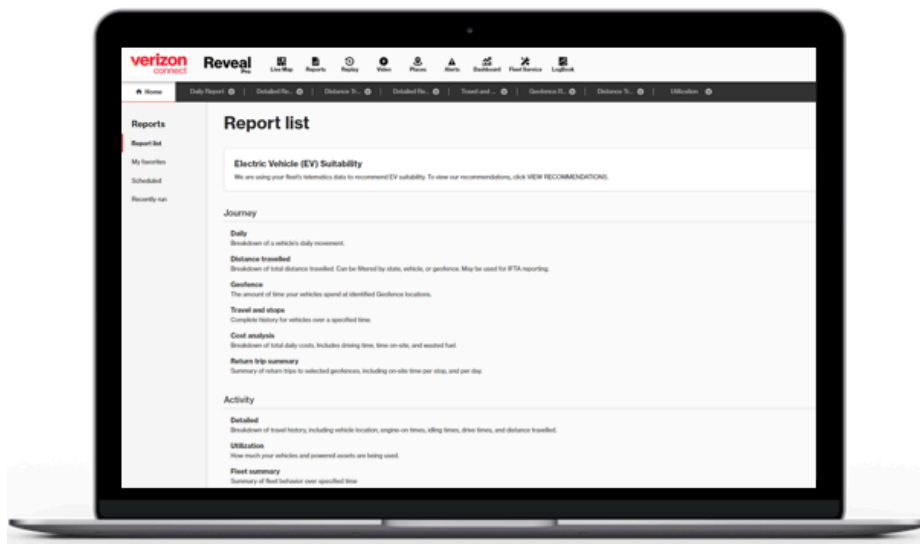 verizon
connect
Reveal
Pro
Live Map
Reports
Replay
Video
Places
Alerts
Dashboard
Fleet Service
Logbook
Home
Daily Report
Detailed Re...
Distance Tr...
Detailed Re...
Travel and ...
Geofence R...
Distance Tr...
Utilization
Reports
Report list
My favorites
Scheduled
Recently run
Report list
Electric Vehicle (EV) Suitability
We are using your fleet's telematics data to recommend EV suitability. To view our recommendations, click VIEW RECOMMENDATIONS.
Journey
Daily
Breakdown of a vehicle's daily movement.
Distance travelled
Breakdown of total distance travelled. Can be filtered by state, vehicle, or geofence. May be used for IFTA reporting.
Geofence
The amount of time your vehicles spend at identified Geofence locations.
Travel and stops
Complete history for vehicles over a specified time.
Cost analysis
Breakdown of total daily costs. Includes driving time, time on-site, and wasted fuel.
Return trip summary
Summary of return trips to selected geofences, including on-site time per stop, and per day.
Activity
Detailed
Breakdown of travel history, including vehicle location, engine-on times, idling times, drive times, and distance travelled.
Utilization
How much your vehicles and powered assets are being used.
Fleet summary
Summary of fleet behavior over specified time